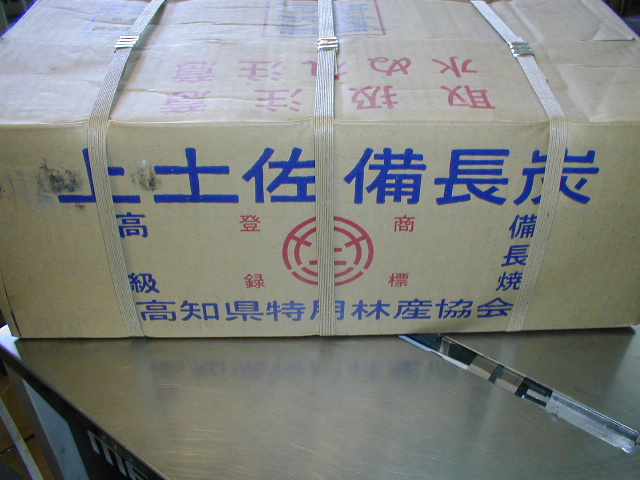 取扱注意
水ぬれ注意
上土佐備長炭
高級
登録
商標
備長焼
高知県特用林産協会